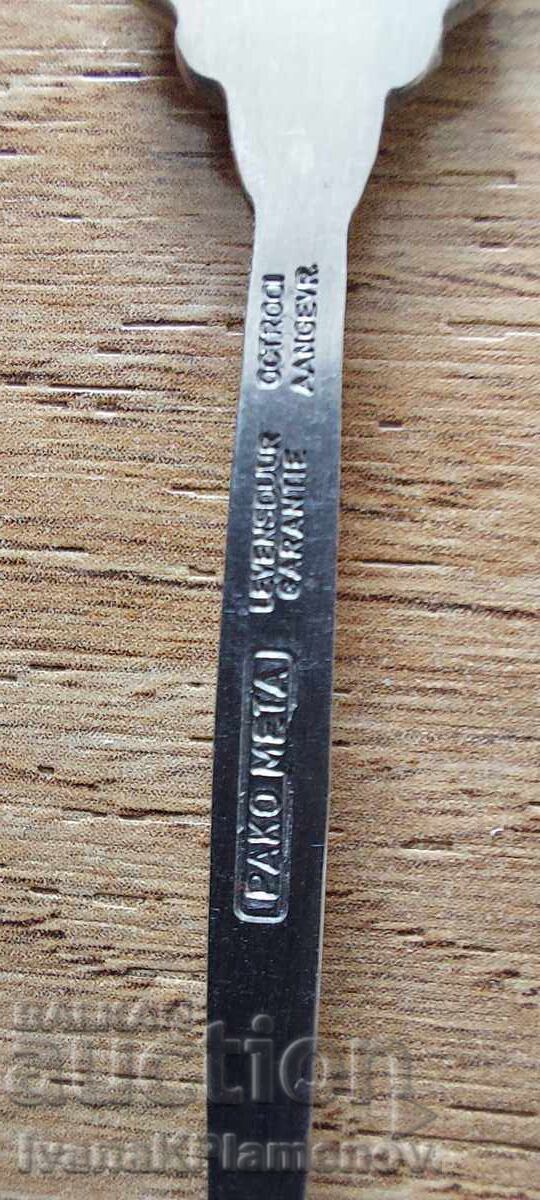 PAKO META
LEVENSDUUR
GARANTIE
OCTROOI
AANGEVR.
BALKAN
auction
IvanaKPlamenov